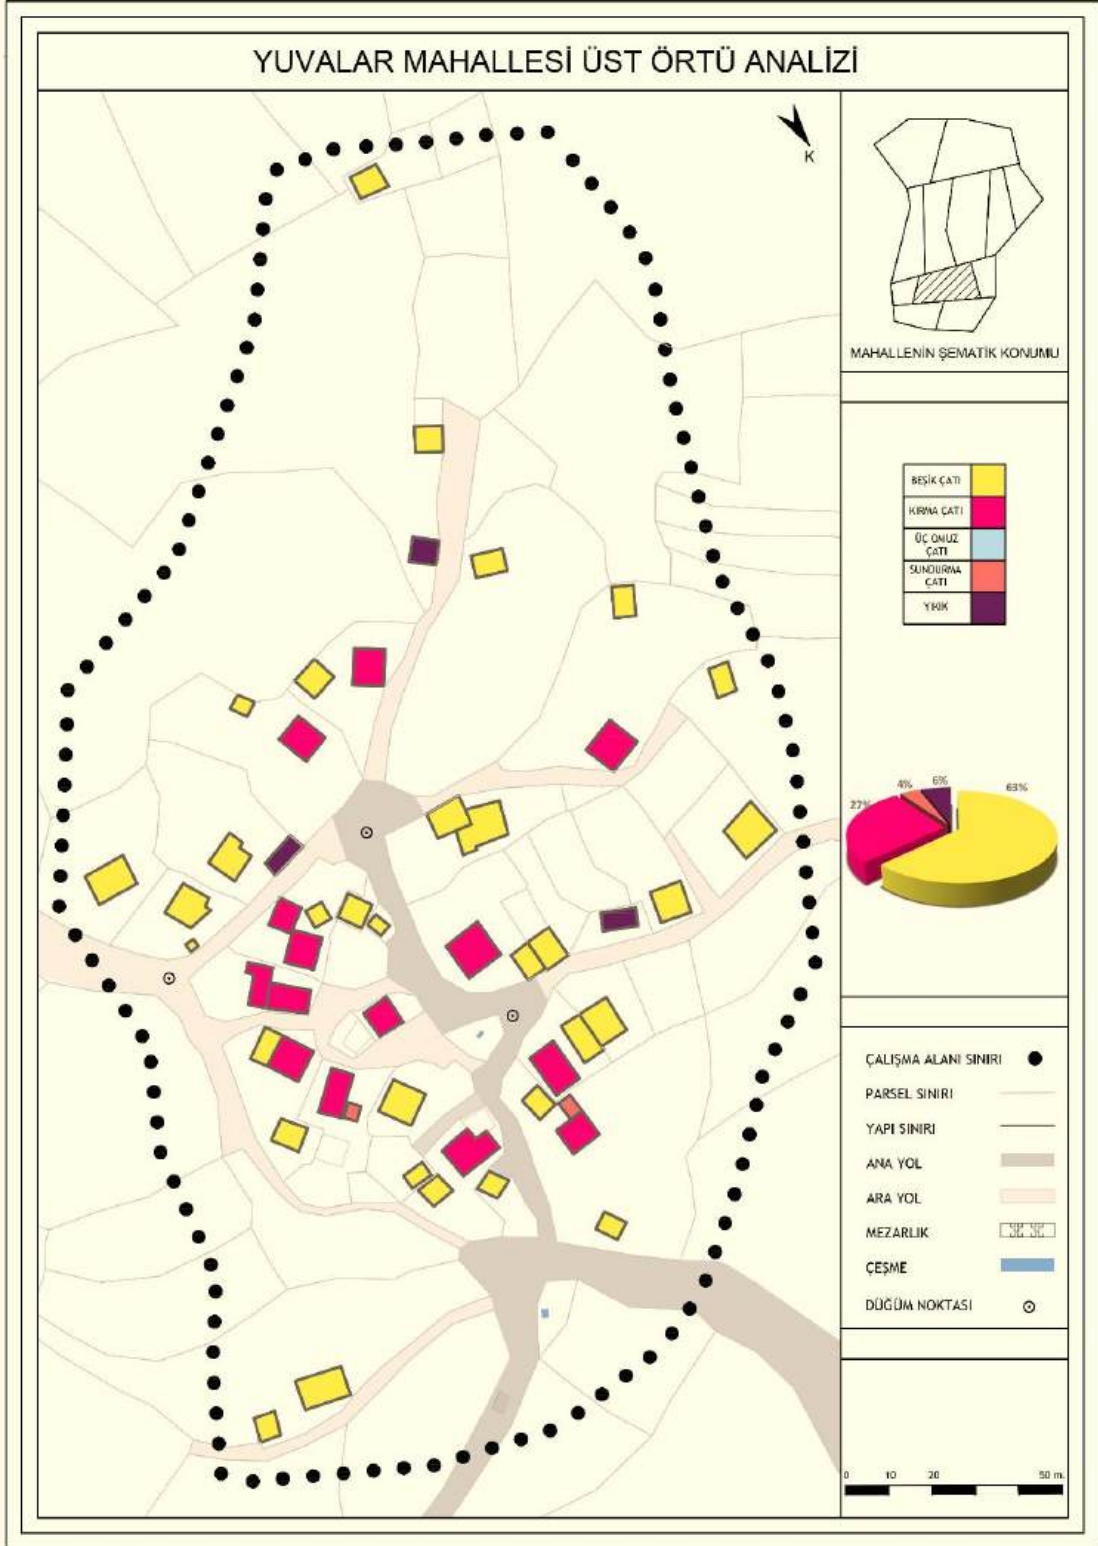 YUVALAR MAHALLESİ ÜST ÖRTÜ ANALİZİ
K
MAHALLENİN ŞEMATİK KONUMU
BEŞİK ÇATI
KIRMA ÇATI
ÜÇ OMUZ
ÇATI
SUNDURMA
ÇATI
YIKIK
4%
6%
63%
27%
ÇALIŞMA ALANI SINIRI
PARSEL SINIRI
YAPI SINIRI
ANA YOL
ARA YOL
MEZARLIK
ÇEŞME
DÜĞÜM NOKTASI
0 10 20 50 m.